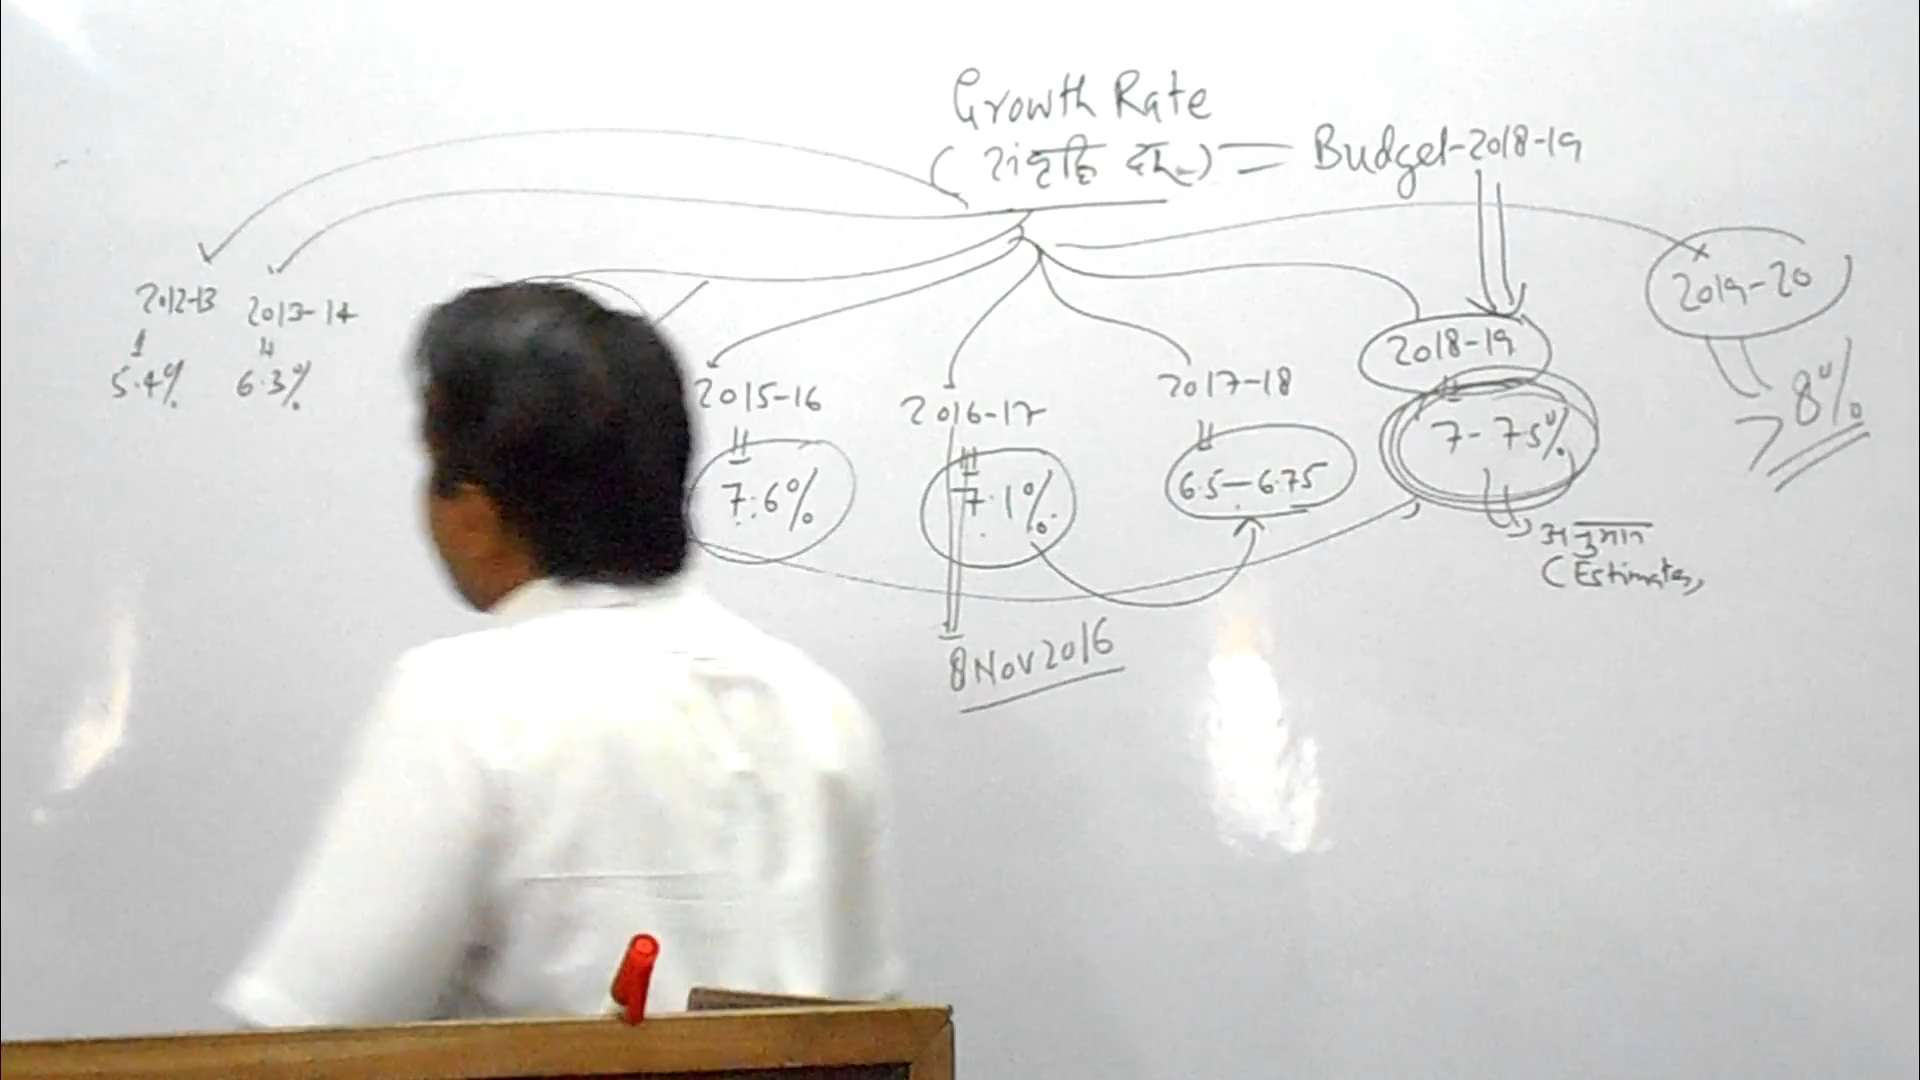 Growth Rate
(संवृद्धि दर) = Budget-2018-19
2012-13
5.4%
2013-14
6.3%
2015-16
7.6%
2016-17
7.1%
8 Nov 2016
2017-18
6.5-6.75
2018-19
7-7.5%
अनुमान
(Estimates)
2019-20
8%